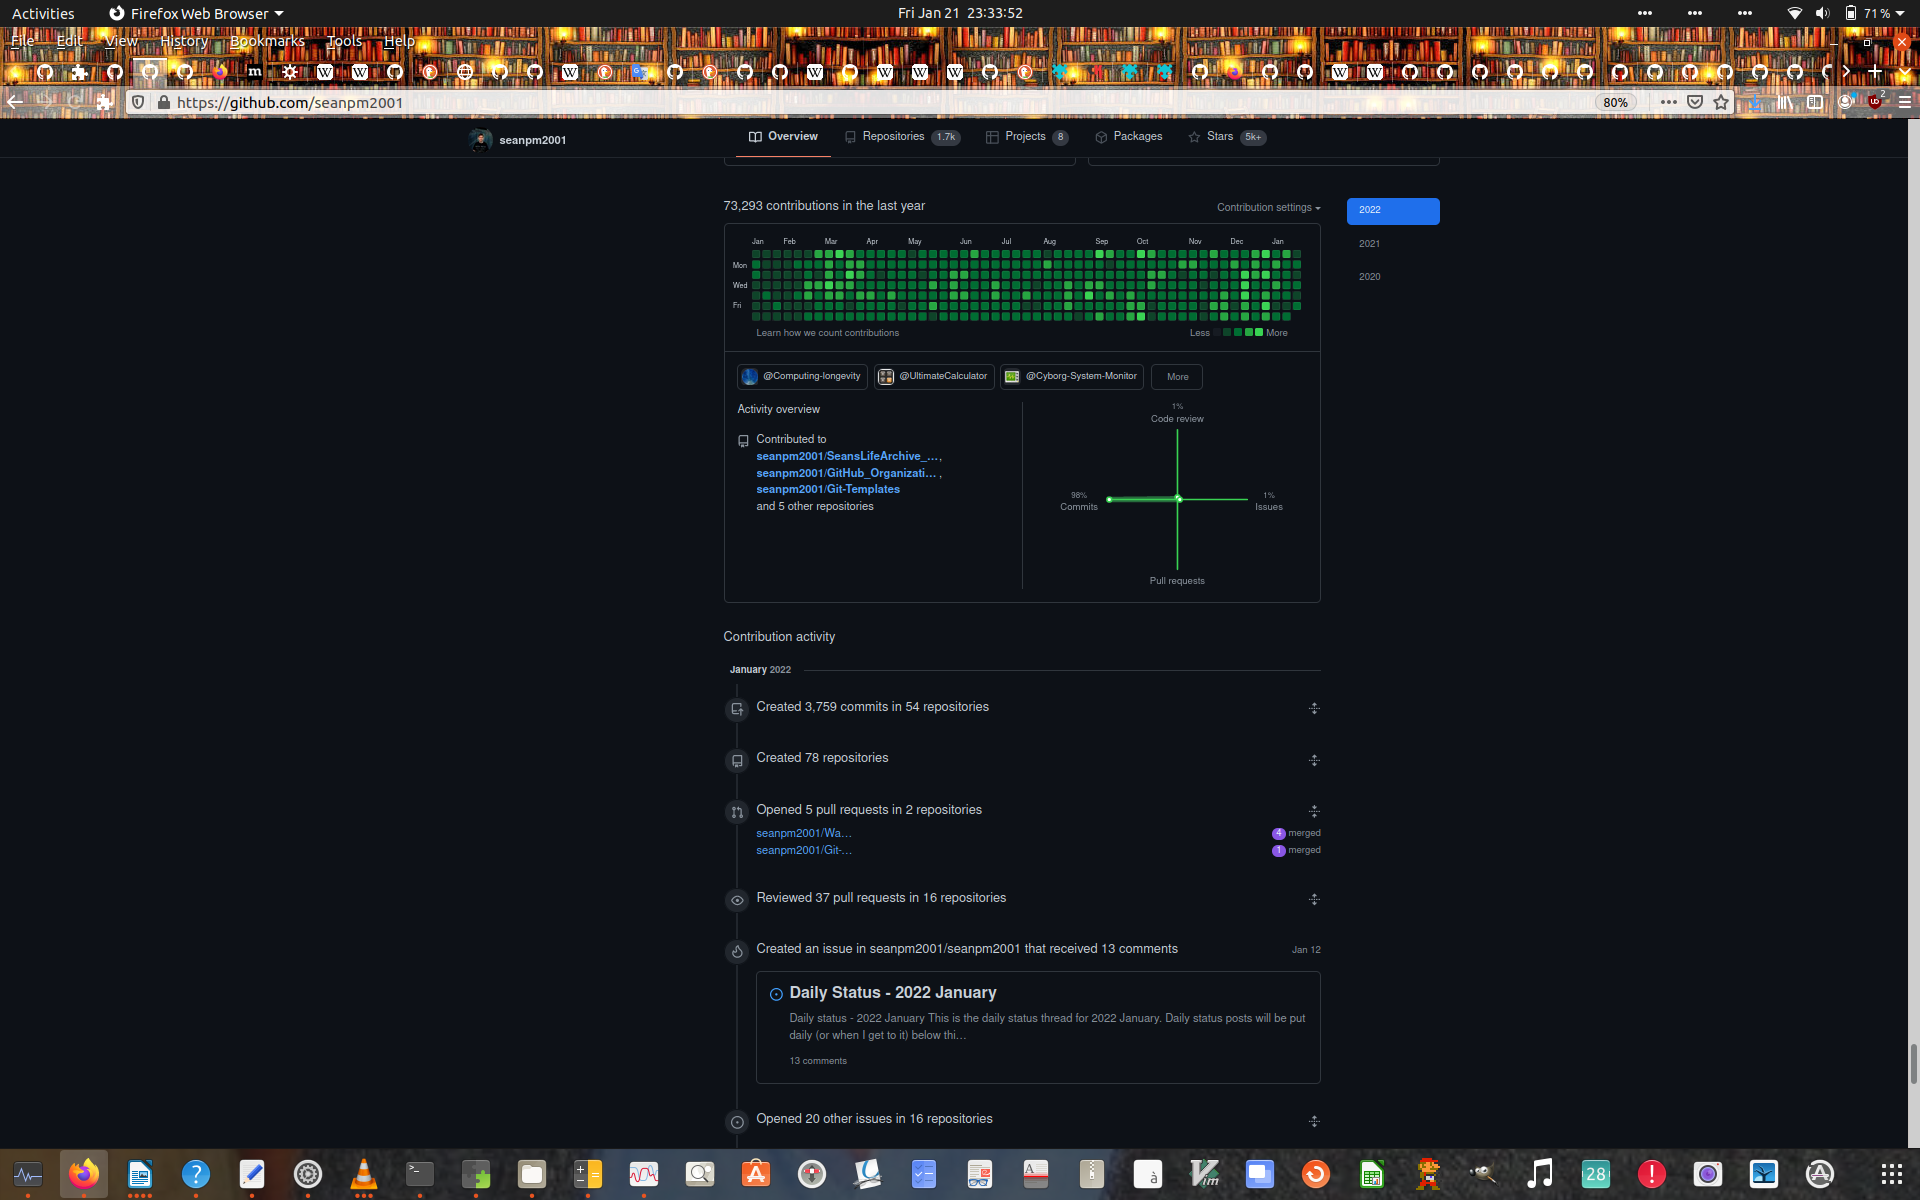 Activities
Firefox Web Browser
Fri Jan 21 23:33:52
71 %
File Edit View History Bookmarks Tools Help
https://github.com/seanpm2001
80%
2
seanpm2001
Overview
Repositories 1.7k
Projects 8
Packages
Stars 5k+
73,293 contributions in the last year
Contribution settings
2022
2021
2020
Jan Feb Mar Apr May Jun Jul Aug Sep Oct Nov Dec Jan
Mon
Wed
Fri
Learn how we count contributions
Less More
@Computing-longevity
@UltimateCalculator
@Cyborg-System-Monitor
More
Activity overview
Contributed to
seanpm2001/SeansLifeArchive_...,
seanpm2001/GitHub_Organizati... ,
seanpm2001/Git-Templates
and 5 other repositories
1%
Code review
98%
Commits
1%
Issues
Pull requests
Contribution activity
January 2022
Created 3,759 commits in 54 repositories
Created 78 repositories
Opened 5 pull requests in 2 repositories
seanpm2001/Wa...
4 merged
seanpm2001/Git-...
1 merged
Reviewed 37 pull requests in 16 repositories
Created an issue in seanpm2001/seanpm2001 that received 13 comments
Jan 12
Daily Status - 2022 January
Daily status - 2022 January This is the daily status thread for 2022 January. Daily status posts will be put
daily (or when I get to it) below thi...
13 comments
Opened 20 other issues in 16 repositories
à
Vim
28